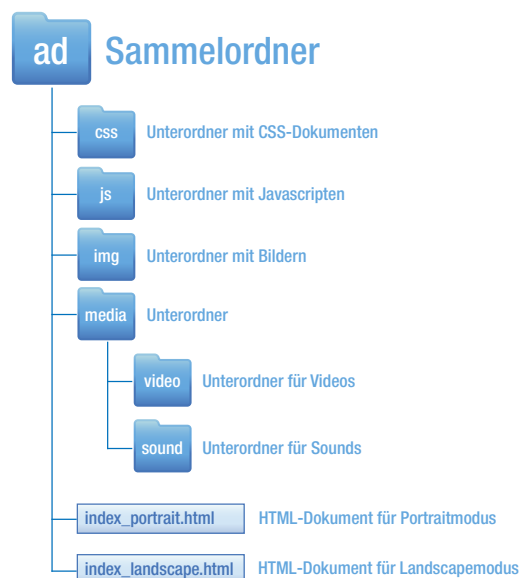 ad Sammelordner
css Unterordner mit CSS-Dokumenten
js Unterordner mit Javascripten
img Unterordner mit Bildern
media Unterordner
video Unterordner für Videos
sound Unterordner für Sounds
index_portrait.html HTML-Dokument für Portraitmodus
index_landscape.html HTML-Dokument für Landscapemodus